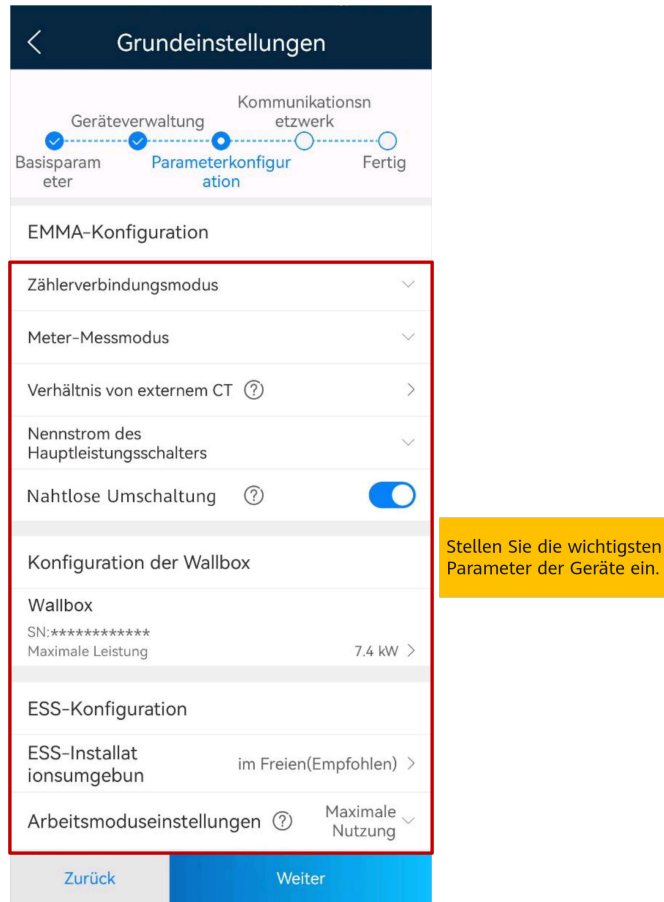 Grundeinstellungen
Kommunikationsn
etzwerk
Geräteverwaltung
Basisparam
eter
Parameterkonfigur
ation
Fertig
EMMA-Konfiguration
Zählerverbindungsmodus
Meter-Messmodus
Verhältnis von externem CT ?
Nennstrom des
Hauptleistungsschalters
Nahtlose Umschaltung ?
Konfiguration der Wallbox
Wallbox
SN:************
Maximale Leistung 7.4 kW
ESS-Konfiguration
ESS-Installat
ionsumgebun
im Freien(Empfohlen)
Arbeitsmoduseinstellungen ?
Maximale
Nutzung
Zurück Weiter
Stellen Sie die wichtigsten
Parameter der Geräte ein.